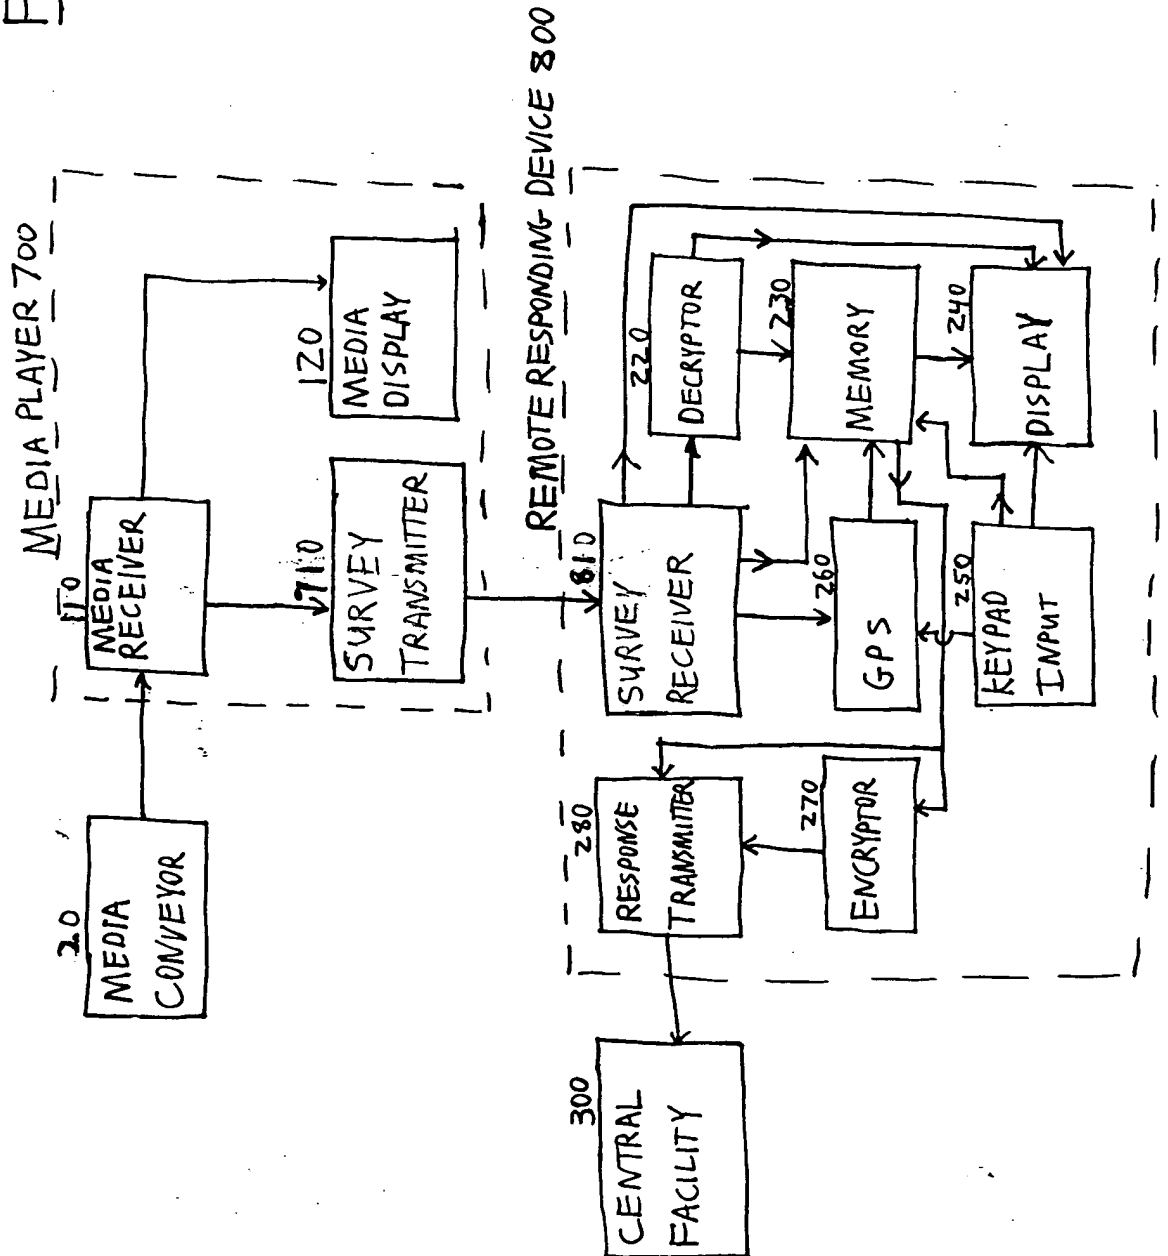 F
MEDIA PLAYER 700
110
MEDIA
RECEIVER
120
MEDIA
DISPLAY
710
SURVEY
TRANSMITTER
20
MEDIA
CONVEYOR
REMOTE RESPONDING DEVICE 800
810
SURVEY
RECEIVER
220
DECRYPTOR
230
MEMORY
240
DISPLAY
260
GPS
250
KEYPAD
INPUT
280
RESPONSE
TRANSMITTER
270
ENCRYPTOR
300
CENTRAL
FACILITY